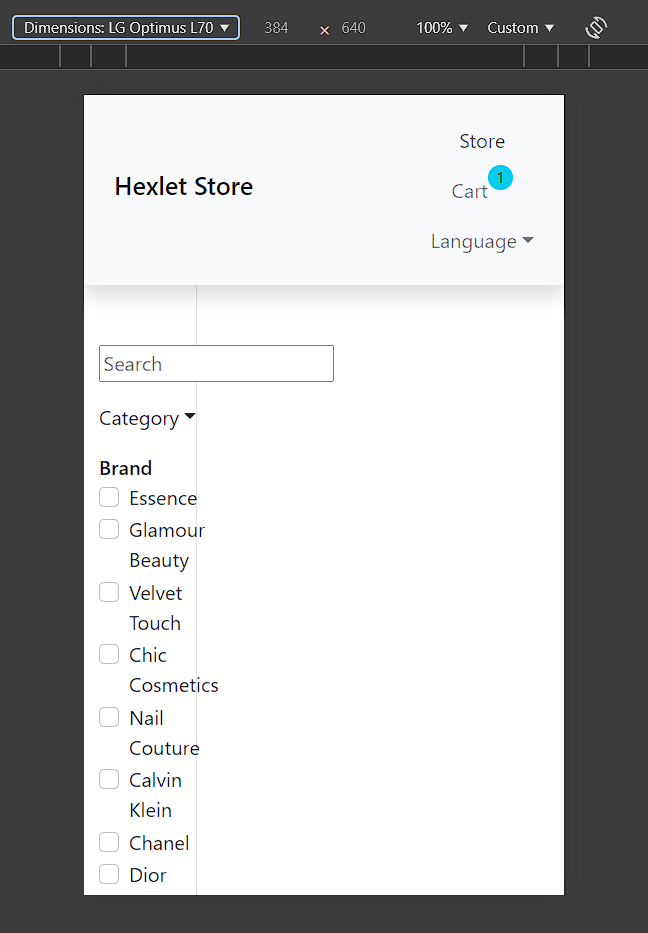 Dimensions: LG Optimus L70 ▼ 384 × 640 100% ▼ Custom ▼
Store
Hexlet Store
Cart 1
Language
Search
Category
Brand
Essence
Glamour
Beauty
Velvet
Touch
Chic
Cosmetics
Nail
Couture
Calvin
Klein
Chanel
Dior